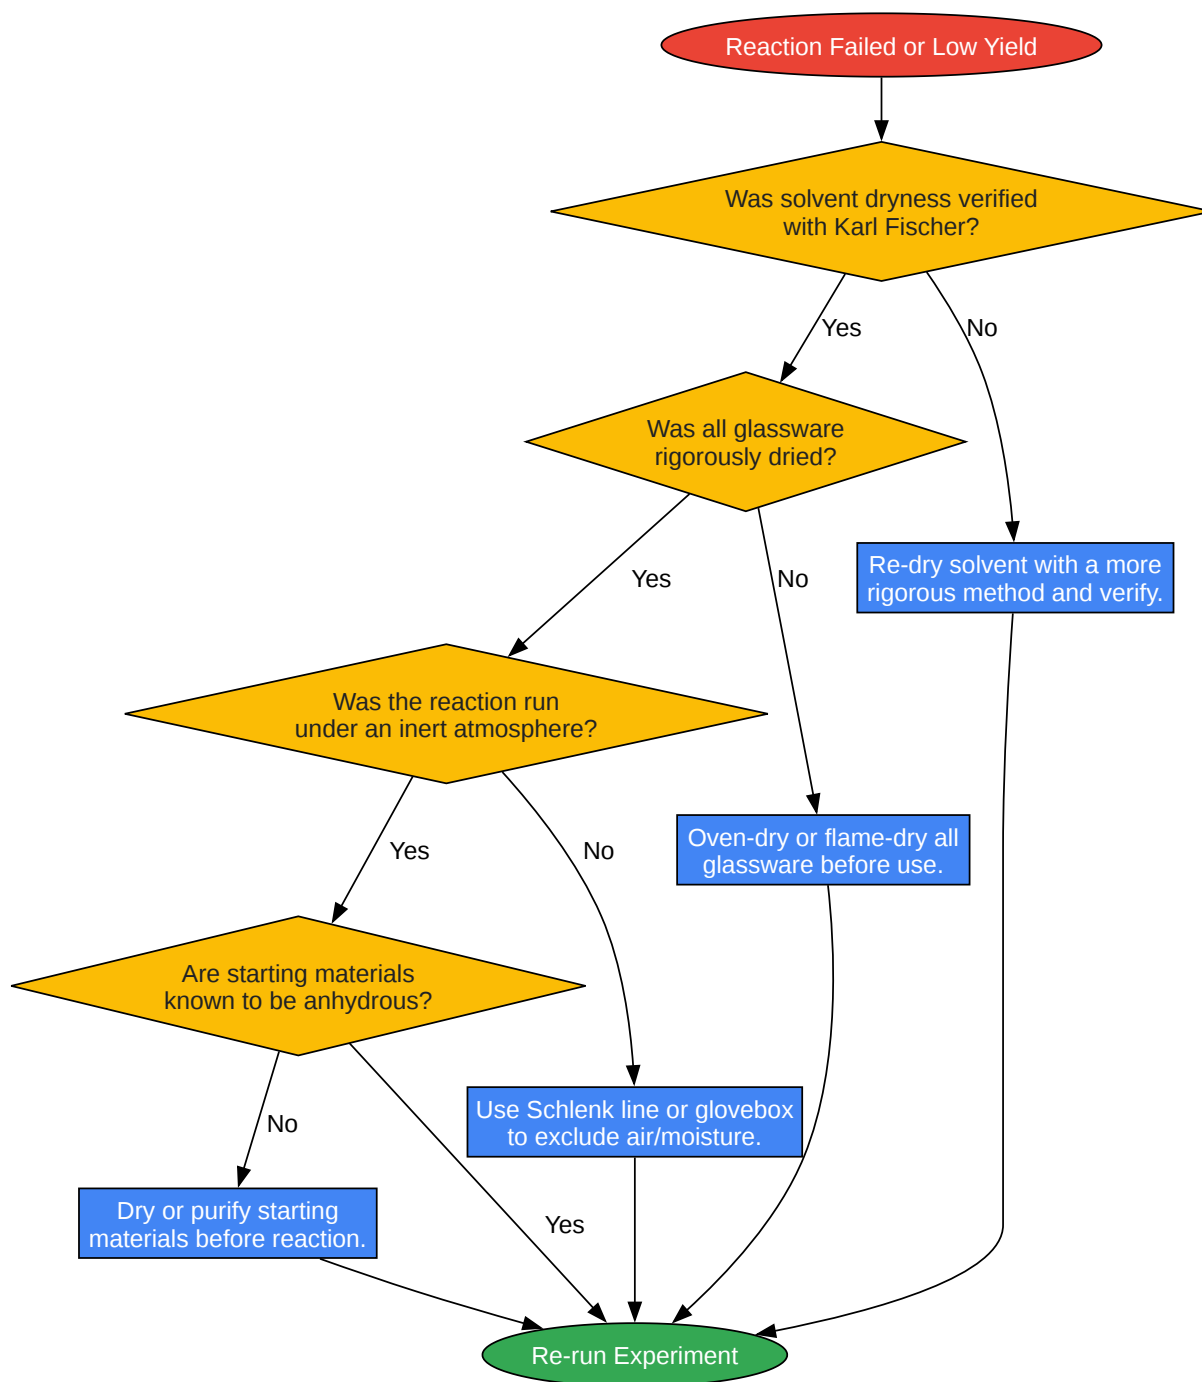 Reaction Failed or Low Yield
Was solvent dryness verified
with Karl Fischer?
Yes
No
Was all glassware
rigorously dried?
Re-dry solvent with a more
rigorous method and verify.
Yes
No
Was the reaction run
under an inert atmosphere?
Oven-dry or flame-dry all
glassware before use.
Yes
No
Are starting materials
known to be anhydrous?
Use Schlenk line or glovebox
to exclude air/moisture.
No
Dry or purify starting
materials before reaction.
Yes
Re-run Experiment